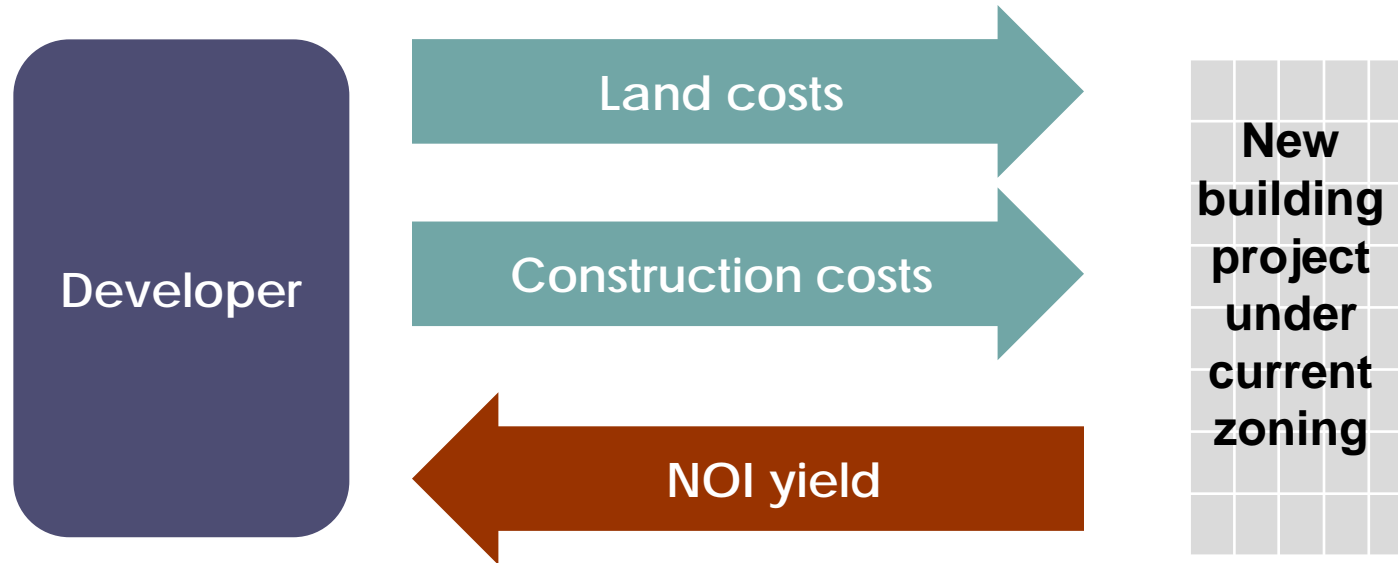 Developer
Land costs
Construction costs
NOI yield
New
building
project
under
current
zoning